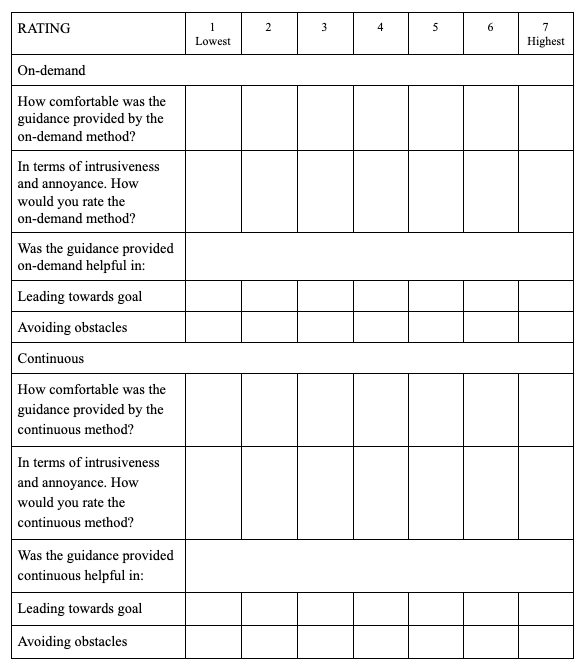 RATING 1 2 3 4 5 6 7
Lowest Highest
On-demand
How comfortable was the
guidance provided by the
on-demand method?
In terms of intrusiveness
and annoyance. How
would you rate the
on-demand method?
Was the guidance provided
on-demand helpful in:
Leading towards goal
Avoiding obstacles
Continuous
How comfortable was the
guidance provided by the
continuous method?
In terms of intrusiveness
and annoyance. How
would you rate the
continuous method?
Was the guidance provided
continuous helpful in:
Leading towards goal
Avoiding obstacles